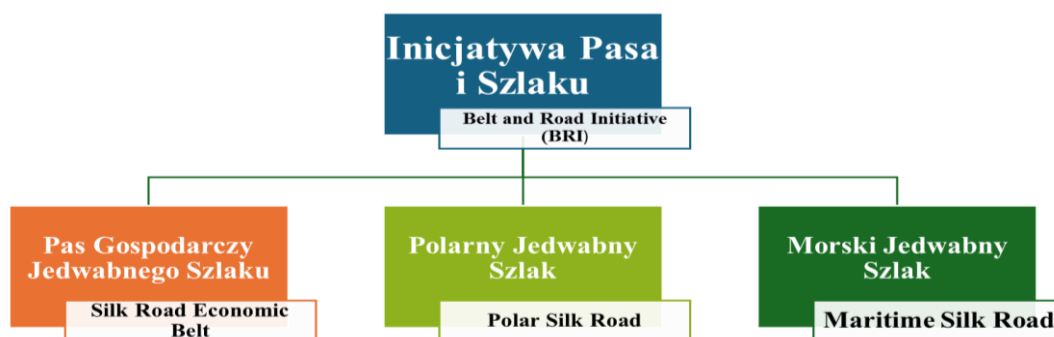 Inicjatywa Pasa
i Szlaku
Belt and Road Initiative
(BRI)
Pas Gospodarczy
Jedwabnego Szlaku
Silk Road Economic
Belt
Polarny Jedwabny
Szlak
Polar Silk Road
Morski Jedwabny
Szlak
Maritime Silk Road